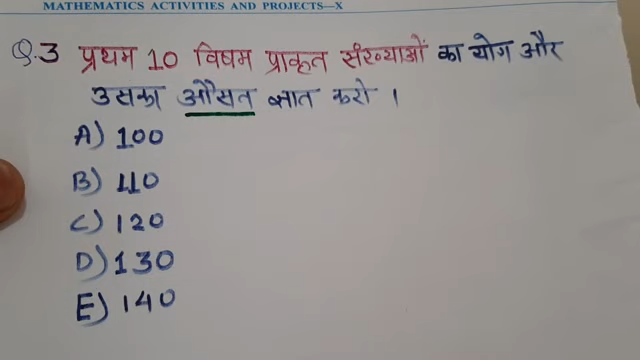 MATHEMATICS ACTIVITIES AND PROJECTS—X
Q.3 प्रथम 10 विषम प्राकृत संख्याओं का योग और
उसका औसत ज्ञात करो ।
A) 100
B) 110
C) 120
D) 130
E) 140